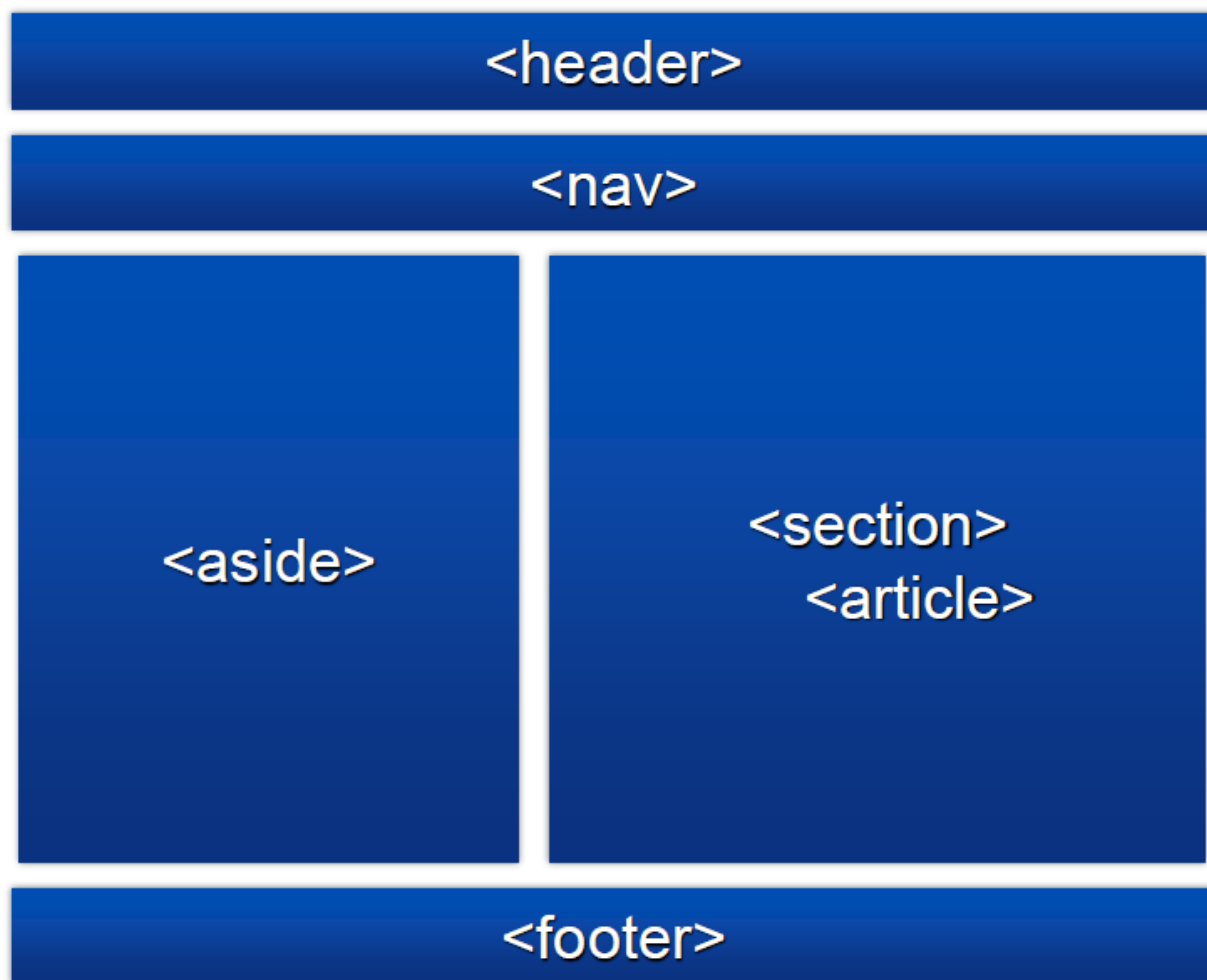 <header>
<nav>
<aside>
<section>
<article>
<footer>